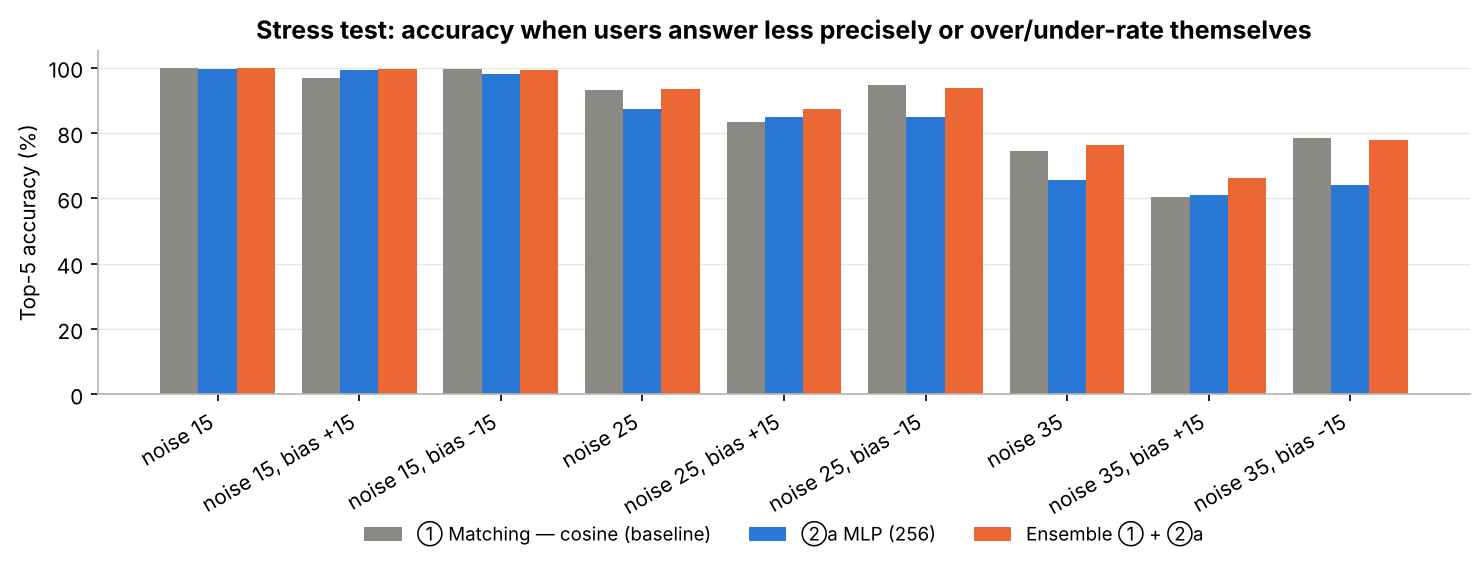 Stress test: accuracy when users answer less precisely or over/under-rate themselves
Top-5 accuracy (%)
100
80
60
40
20
0
noise 15
noise 15, bias +15
noise 15, bias -15
noise 25
noise 25, bias +15
noise 25, bias -15
noise 35
noise 35, bias +15
noise 35, bias -15
① Matching — cosine (baseline)
②a MLP (256)
Ensemble ① + ②a